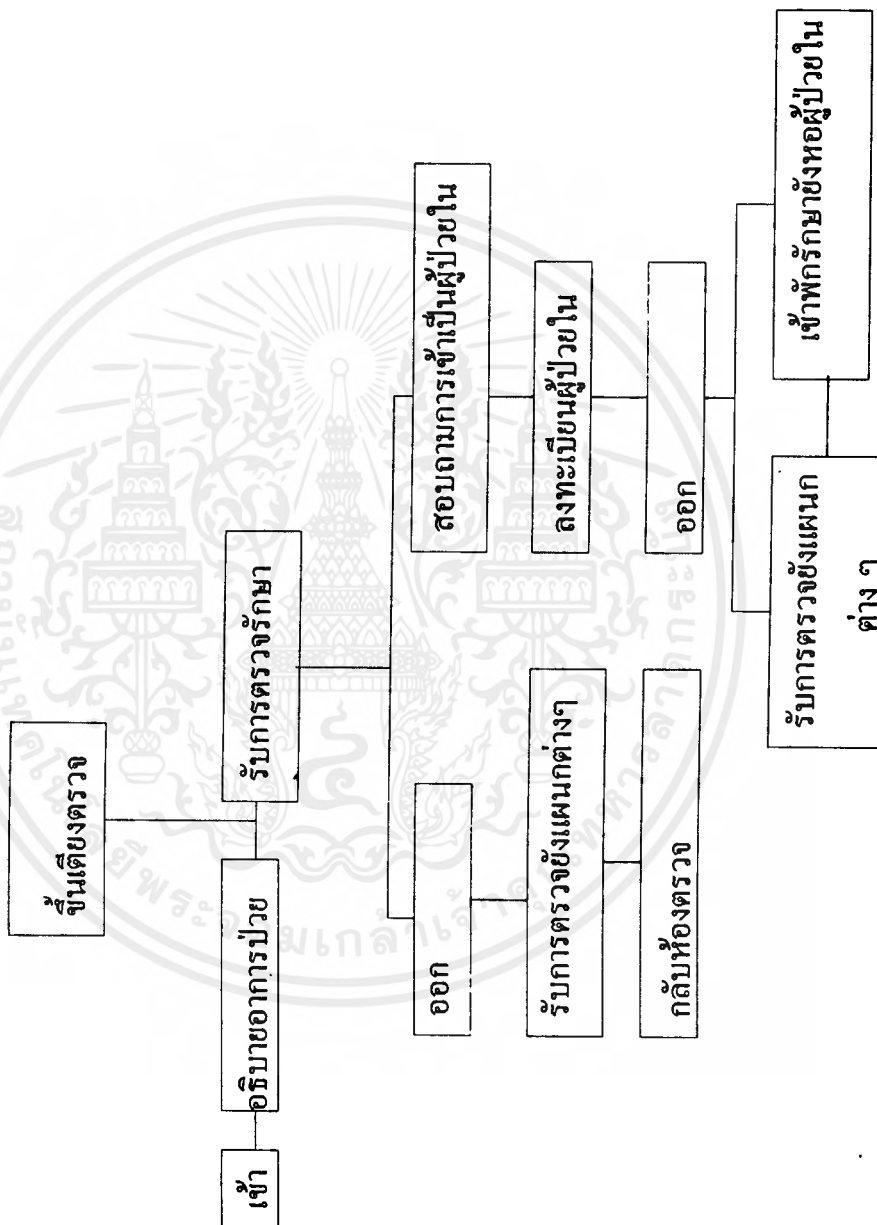 ขึ้นเตียงตรวจ
เข้า
อธิบายอาการป่วย
รับการตรวจรักษา
ออก
รับการตรวจยังแผนกต่างๆ
กลับห้องตรวจ
สอบถามการเข้าเป็นผู้ป่วยใน
ลงทะเบียนผู้ป่วยใน
ออก
รับการตรวจยังแผนก
ต่าง ๆ
เข้าพักรักษายังหอผู้ป่วยใน